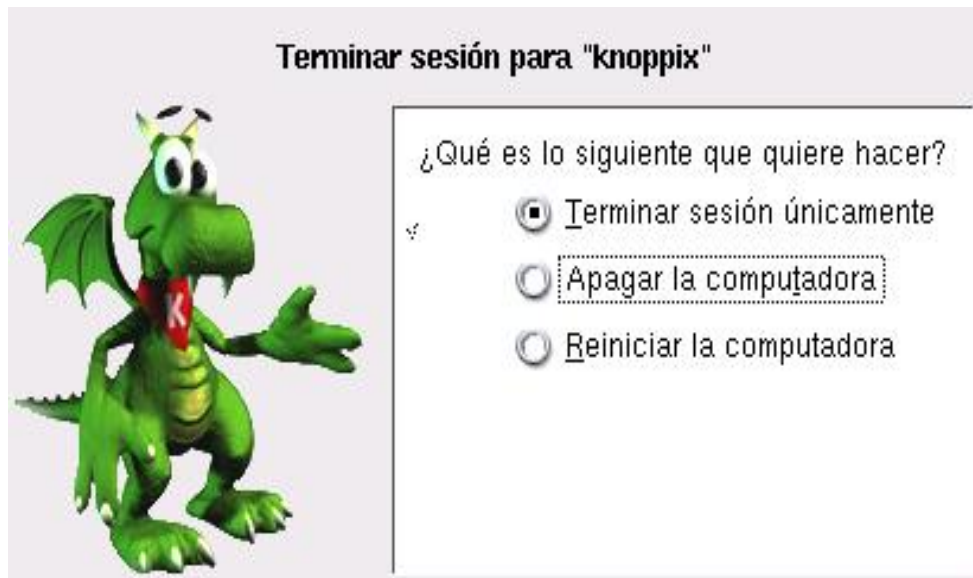 Terminar sesión para "knoppix"
¿Qué es lo siguiente que quiere hacer?
Terminar sesión únicamente
Apagar la computadora
Reiniciar la computadora
K